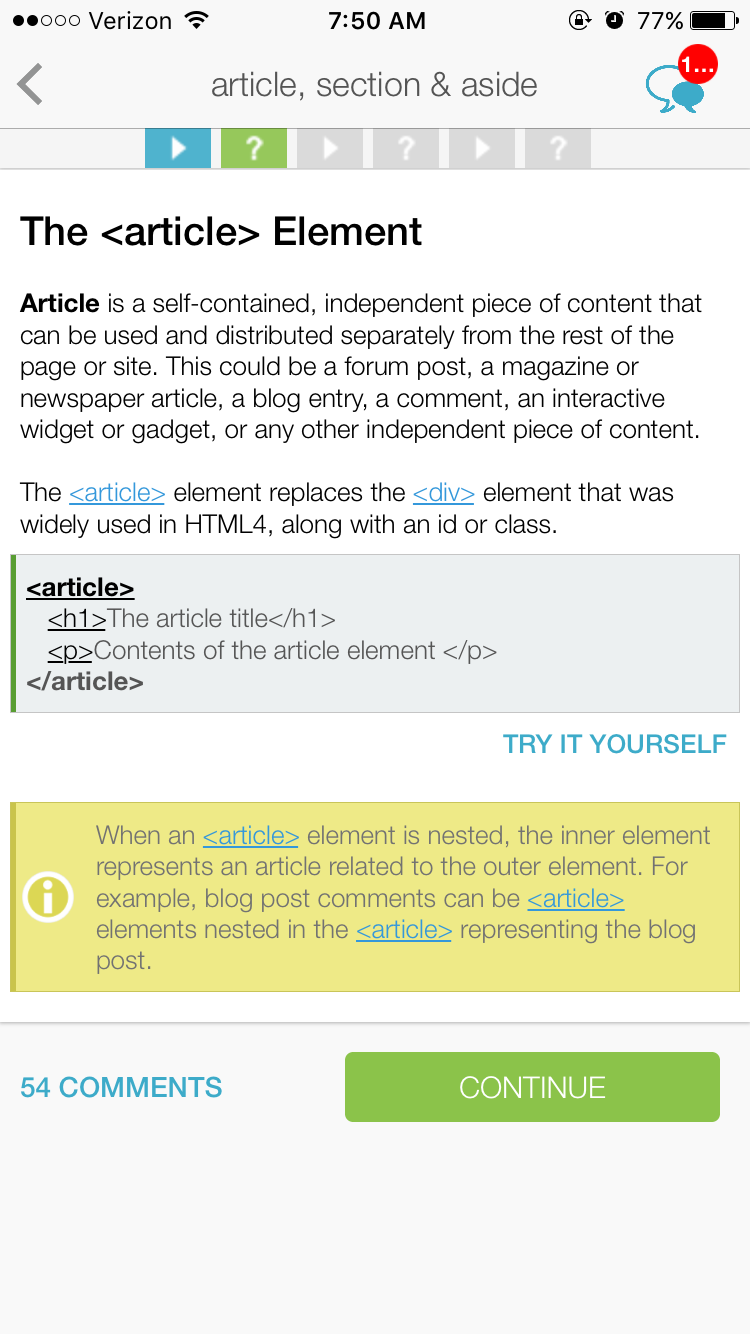 Verizon 7:50 AM 77%
article, section & aside
1...
? ? ?
The <article> Element
Article is a self-contained, independent piece of content that
can be used and distributed separately from the rest of the
page or site. This could be a forum post, a magazine or
newspaper article, a blog entry, a comment, an interactive
widget or gadget, or any other independent piece of content.
The <article> element replaces the <div> element that was
widely used in HTML4, along with an id or class.
<article>
<h1>The article title</h1>
<p>Contents of the article element </p>
</article>
TRY IT YOURSELF
When an <article> element is nested, the inner element
represents an article related to the outer element. For
example, blog post comments can be <article>
elements nested in the <article> representing the blog
post.
54 COMMENTS
CONTINUE